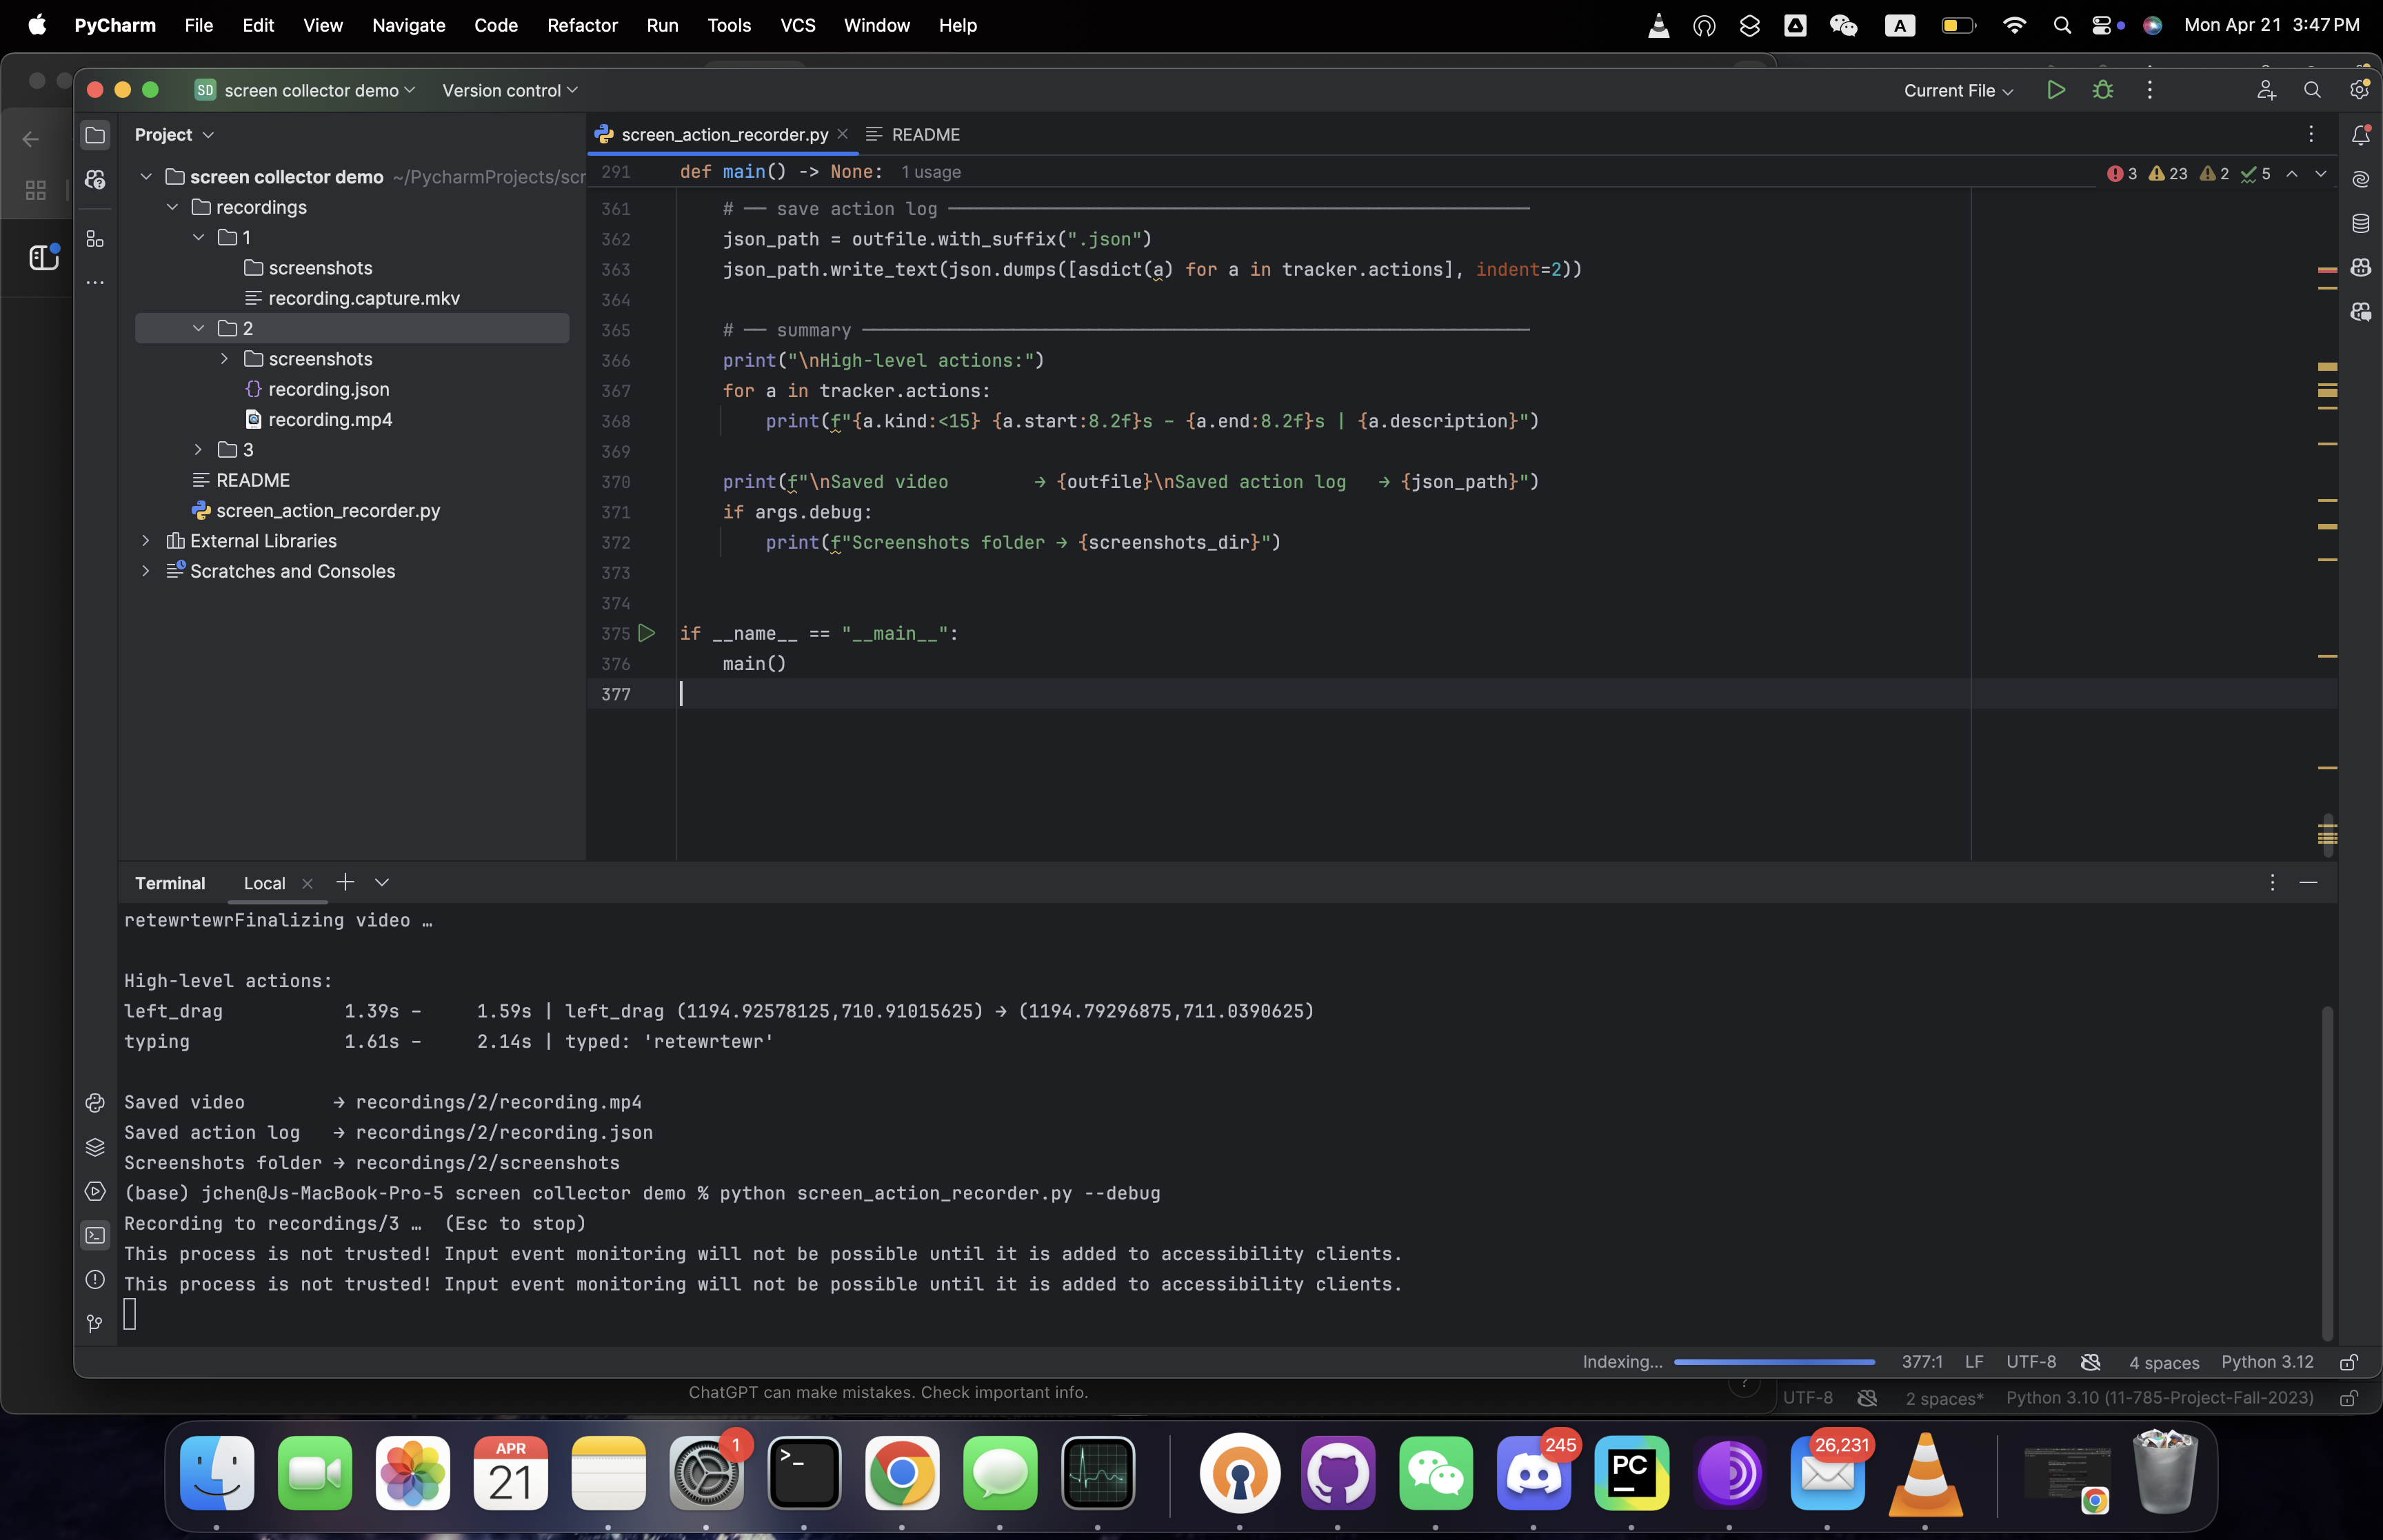 PyCharm File Edit View Navigate Code Refactor Run Tools VCS Window Help
A
Mon Apr 21 3:47 PM
SD screen collector demo Version control
Current File
Project
screen collector demo ~/PycharmProjects/scr
recordings
1
screenshots
recording.capture.mkv
2
screenshots
recording.json
recording.mp4
3
README
screen_action_recorder.py
External Libraries
Scratches and Consoles
screen_action_recorder.py README
291 def main() -> None: 1 usage
3 23 2 5
361 # — save action log
362 json_path = outfile.with_suffix(".json")
363 json_path.write_text(json.dumps([asdict(a) for a in tracker.actions], indent=2))
364
365 # — summary
366 print("\nHigh-level actions:")
367 for a in tracker.actions:
368 print(f"{a.kind:<15} {a.start:8.2f}s – {a.end:8.2f}s | {a.description}")
369
370 print(f"\nSaved video → {outfile}\nSaved action log → {json_path}")
371 if args.debug:
372 print(f"Screenshots folder → {screenshots_dir}")
373
374
375 if __name__ == "__main__":
376 main()
377
Terminal Local
retewrtewrFinalizing video …
High-level actions:
left_drag 1.39s – 1.59s | left_drag (1194.92578125,710.91015625) → (1194.79296875,711.0390625)
typing 1.61s – 2.14s | typed: 'retewrtewr'
Saved video → recordings/2/recording.mp4
Saved action log → recordings/2/recording.json
Screenshots folder → recordings/2/screenshots
(base) jchen@Js-MacBook-Pro-5 screen collector demo % python screen_action_recorder.py --debug
Recording to recordings/3 … (Esc to stop)
This process is not trusted! Input event monitoring will not be possible until it is added to accessibility clients.
This process is not trusted! Input event monitoring will not be possible until it is added to accessibility clients.
Indexing... 377:1 LF UTF-8 4 spaces Python 3.12
ChatGPT can make mistakes. Check important info.
?
UTF-8 2 spaces* Python 3.10 (11-785-Project-Fall-2023)
APR
21
1
>_
245
PC
26,231